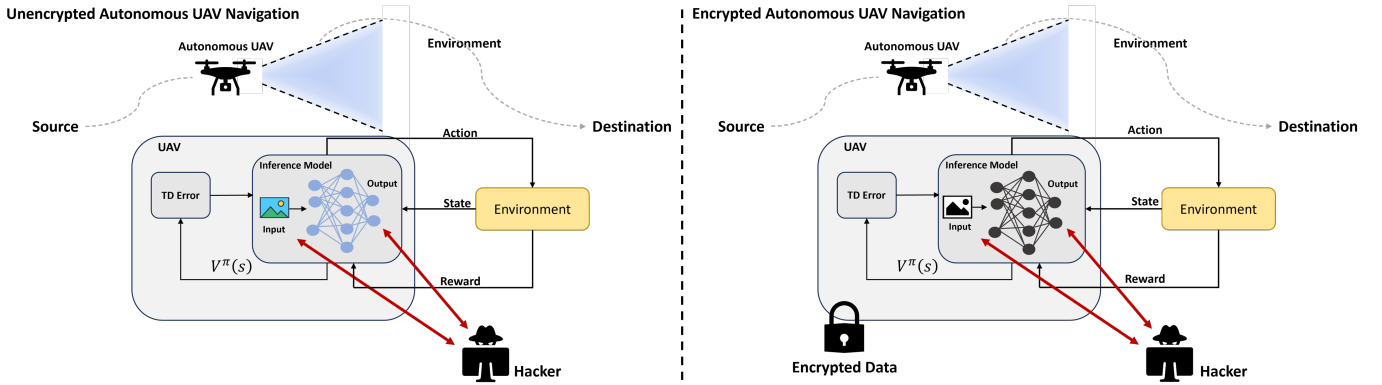 Unencrypted Autonomous UAV Navigation
Autonomous UAV
Environment
Source
Destination
UAV
Action
Inference Model
TD Error
Output
Input
State
Environment
V^π(s)
Reward
Hacker
Encrypted Autonomous UAV Navigation
Autonomous UAV
Environment
Source
Destination
UAV
Action
Inference Model
TD Error
Output
Input
State
Environment
V^π(s)
Reward
Encrypted Data
Hacker